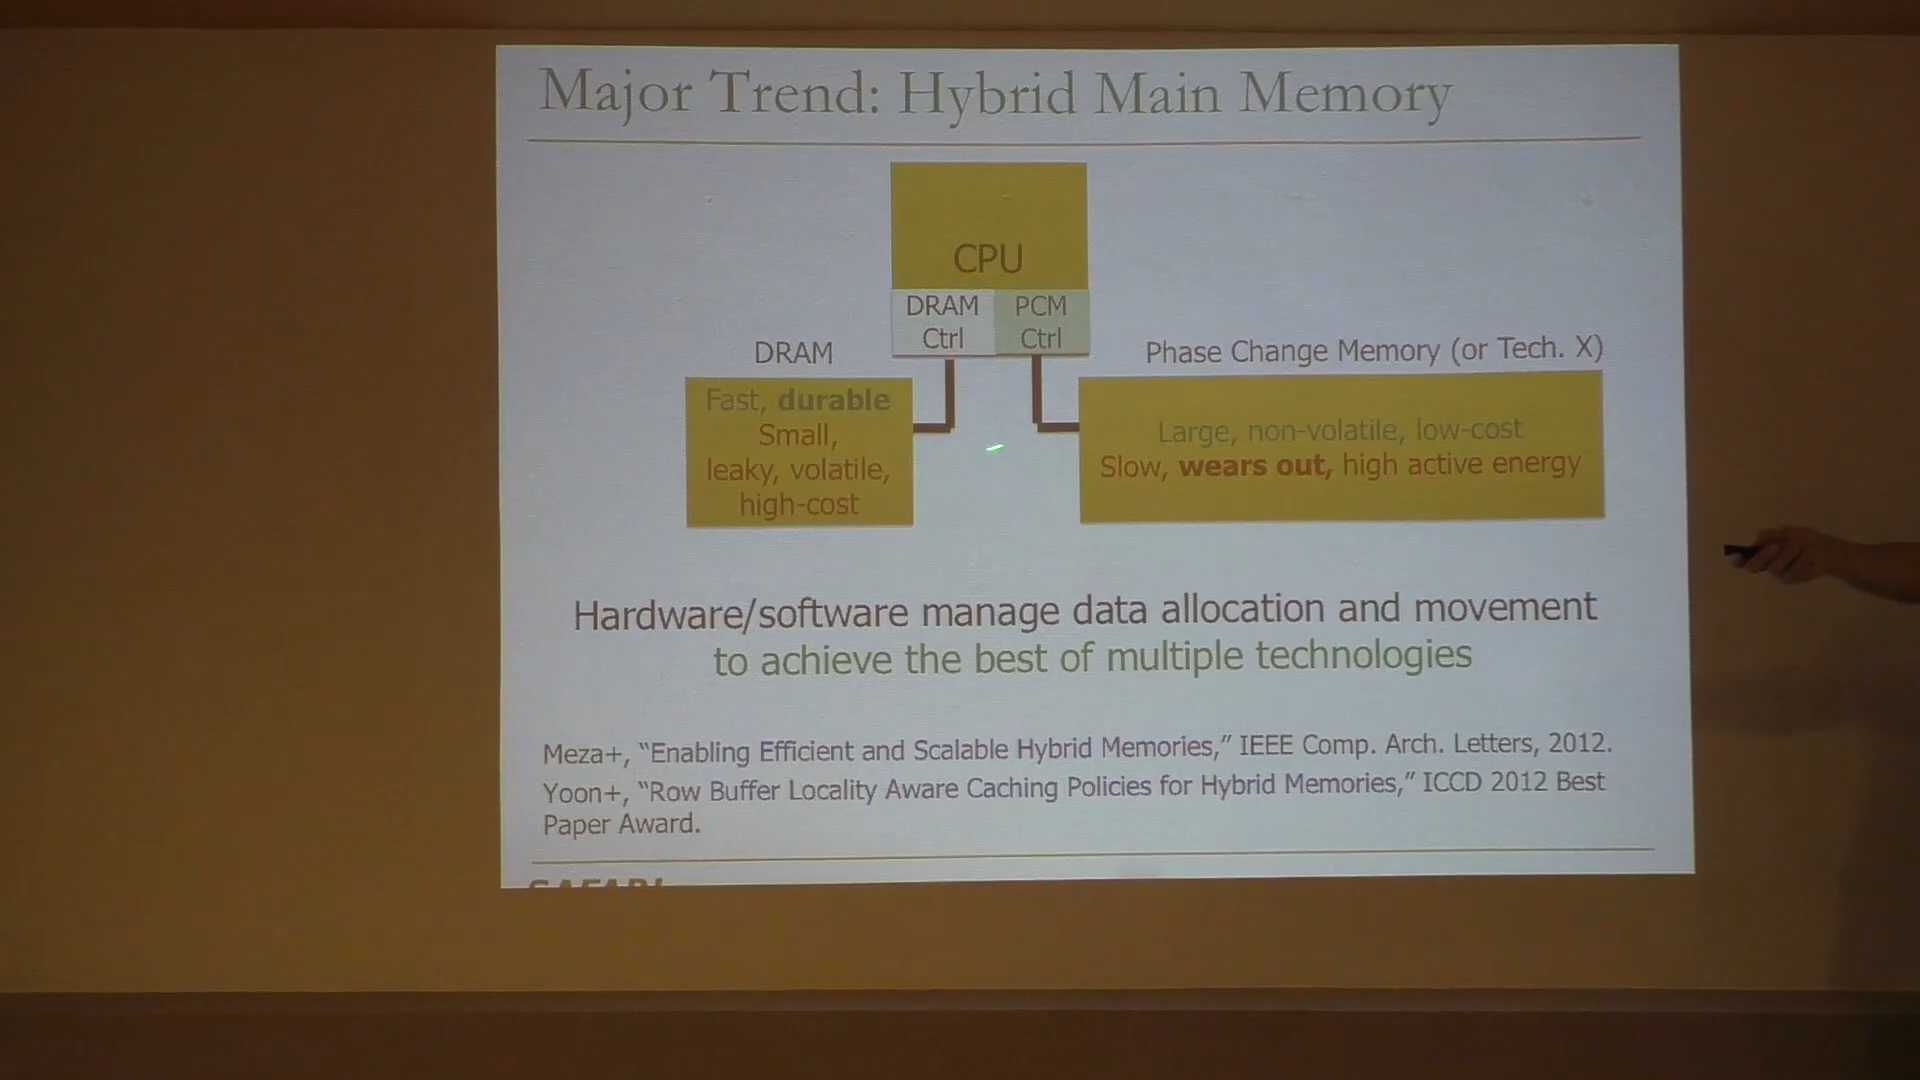 Major Trend: Hybrid Main Memory
CPU
DRAM Ctrl
PCM Ctrl
DRAM
Fast, durable
Small,
leaky, volatile,
high-cost
Phase Change Memory (or Tech. X)
Large, non-volatile, low-cost
Slow, wears out, high active energy
Hardware/software manage data allocation and movement
to achieve the best of multiple technologies
Meza+, “Enabling Efficient and Scalable Hybrid Memories,” IEEE Comp. Arch. Letters, 2012.
Yoon+, “Row Buffer Locality Aware Caching Policies for Hybrid Memories,” ICCD 2012 Best
Paper Award.
SAFARI